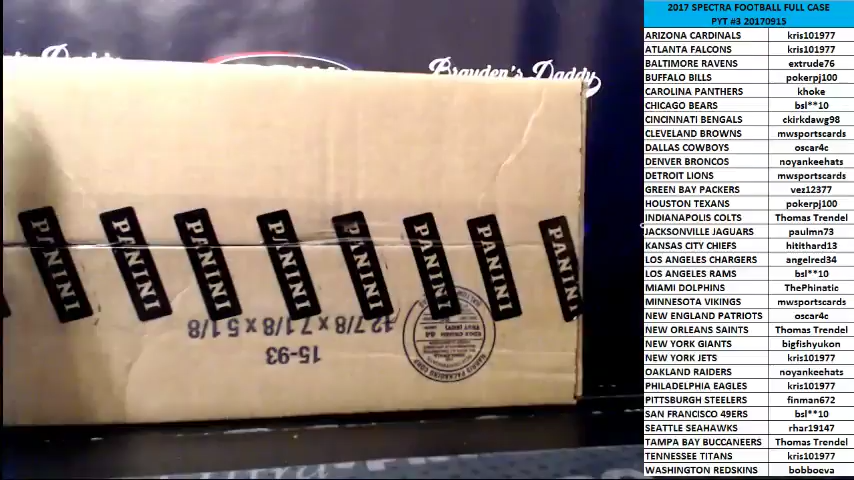 Brayden's Daddy
PANINI PANINI PANINI PANINI PANINI PANINI PANINI PANINI
12 7/8 x 7 1/8 x 5 1/8
15-93
2017 SPECTRA FOOTBALL FULL CASE
PYT #3 20170915
ARIZONA CARDINALS kris101977
ATLANTA FALCONS kris101977
BALTIMORE RAVENS extrude76
BUFFALO BILLS pokerpj100
CAROLINA PANTHERS khoke
CHICAGO BEARS bsl**10
CINCINNATI BENGALS ckirkdawg98
CLEVELAND BROWNS mwsportscards
DALLAS COWBOYS oscar4c
DENVER BRONCOS noyankeehats
DETROIT LIONS mwsportscards
GREEN BAY PACKERS vez12377
HOUSTON TEXANS pokerpj100
INDIANAPOLIS COLTS Thomas Trendel
JACKSONVILLE JAGUARS paulmn73
KANSAS CITY CHIEFS hitithard13
LOS ANGELES CHARGERS angelred34
LOS ANGELES RAMS bsl**10
MIAMI DOLPHINS ThePhinatic
MINNESOTA VIKINGS mwsportscards
NEW ENGLAND PATRIOTS oscar4c
NEW ORLEANS SAINTS Thomas Trendel
NEW YORK GIANTS bigfishyukon
NEW YORK JETS kris101977
OAKLAND RAIDERS noyankeehats
PHILADELPHIA EAGLES kris101977
PITTSBURGH STEELERS finman672
SAN FRANCISCO 49ERS bsl**10
SEATTLE SEAHAWKS rhar19147
TAMPA BAY BUCCANEERS Thomas Trendel
TENNESSEE TITANS kris101977
WASHINGTON REDSKINS bobboeva